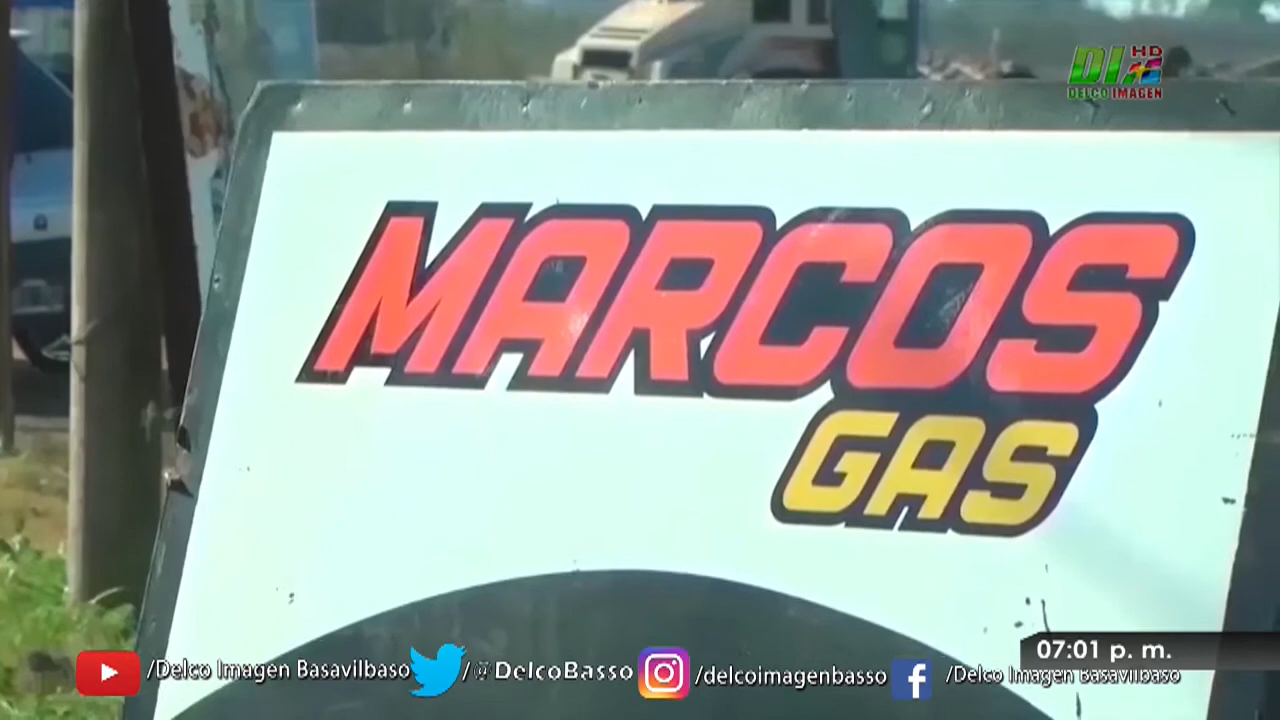 DI HD
DELCO IMAGEN
MARCOS
GAS
07:01 p. m.
/Delco Imagen Basavilbaso
/@DelcoBasso
/delcoimagenbasso
/Delco Imagen Basavilbaso